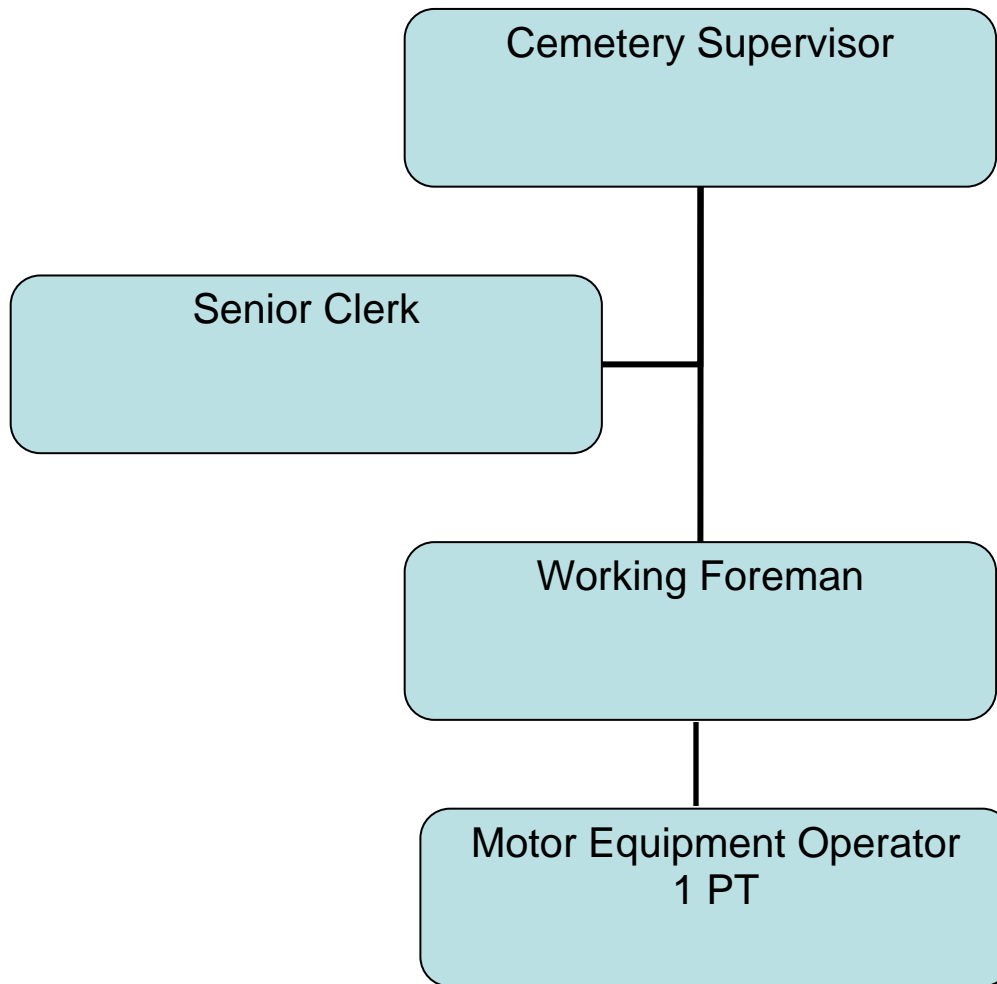 Cemetery Supervisor
Senior Clerk
Working Foreman
Motor Equipment Operator
1 PT